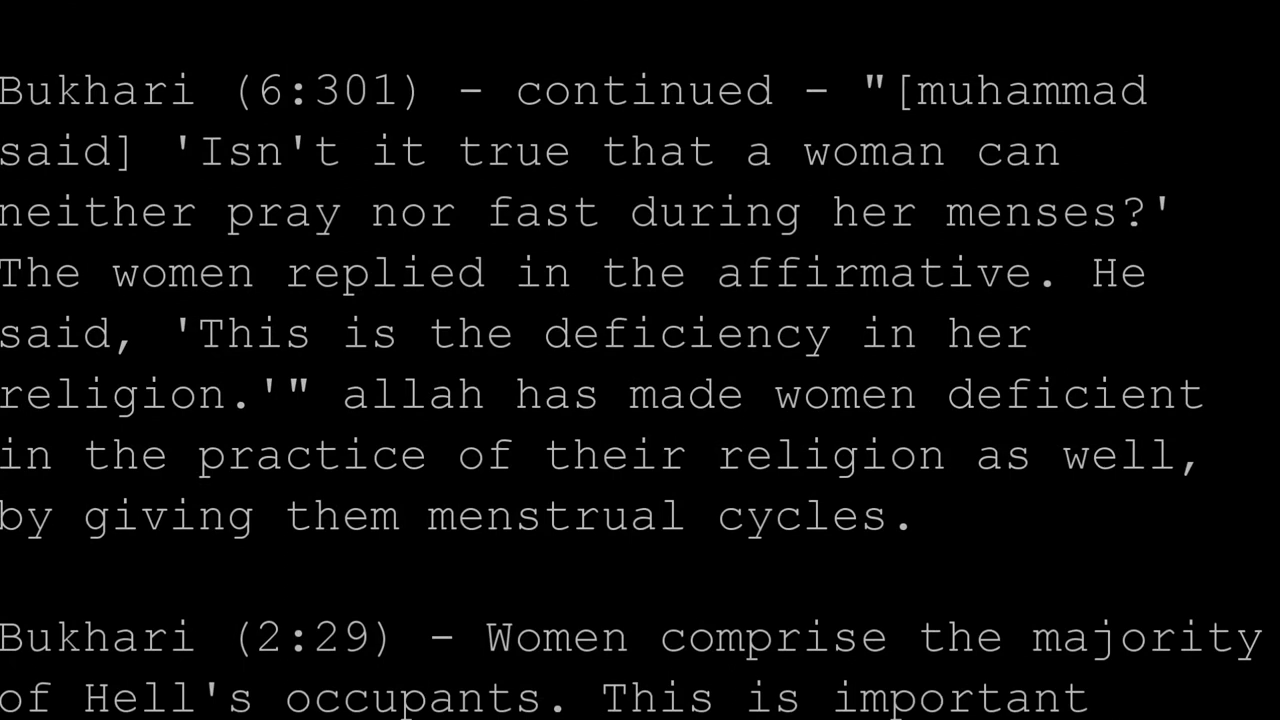 Bukhari (6:301) - continued - "[muhammad
said] 'Isn't it true that a woman can
neither pray nor fast during her menses?'
The women replied in the affirmative. He
said, 'This is the deficiency in her
religion.'" allah has made women deficient
in the practice of their religion as well,
by giving them menstrual cycles.
Bukhari (2:29) - Women comprise the majority
of Hell's occupants. This is important